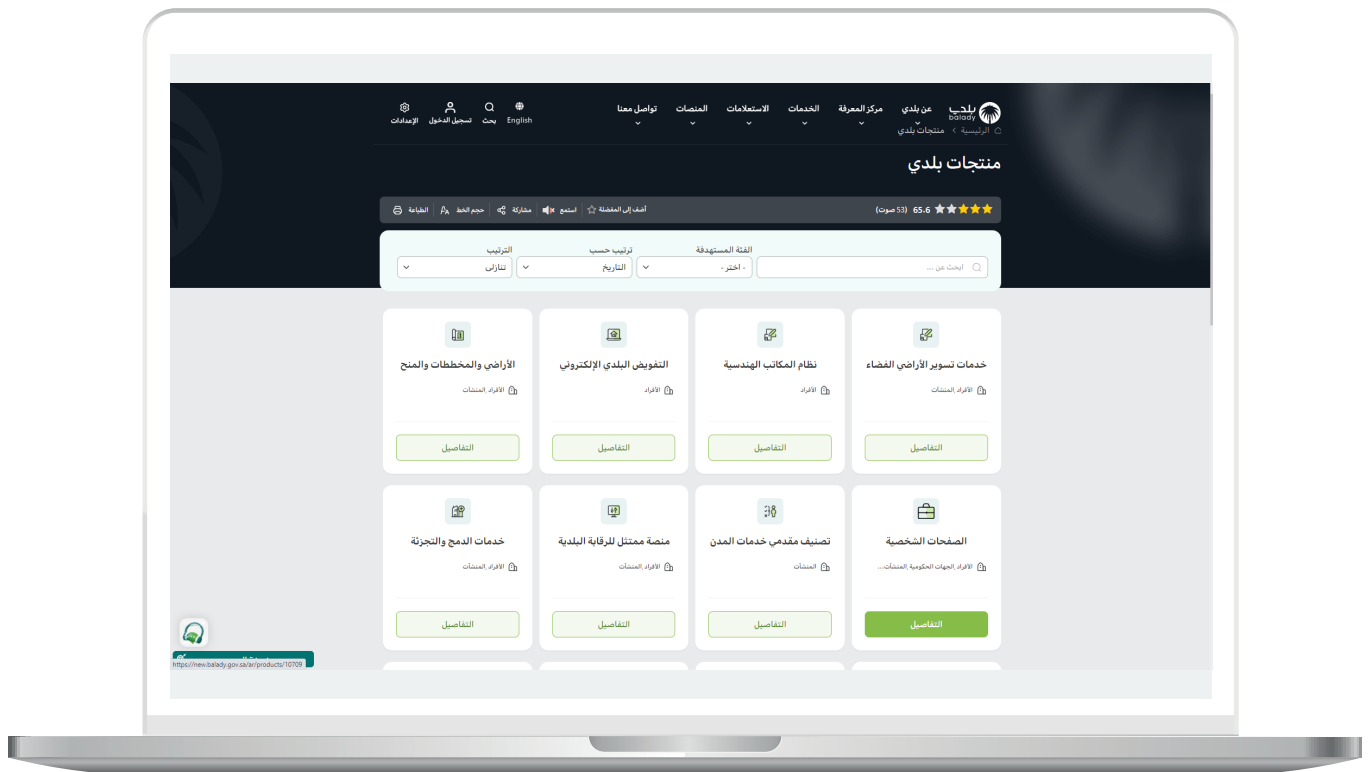 بلدي
balady
عن بلدي
مركز المعرفة
الخدمات
الاستعلامات
المنصات
تواصل معنا
English
بحث
تسجيل الدخول
الإعدادات
الرئيسية > منتجات بلدي
منتجات بلدي
65.6 (53 صوت)
أضف إلى المفضلة
استمع
مشاركة
حجم الخط
الطباعة
الفئة المستهدفة
ترتيب حسب
الترتيب
ابحث عن ...
- اختر -
التاريخ
تنازلي
خدمات تسوير الأراضي الفضاء
الأفراد, المنشآت
التفاصيل
نظام المكاتب الهندسية
الأفراد
التفاصيل
التفويض البلدي الإلكتروني
الأفراد
التفاصيل
الأراضي والمخططات والمنح
الأفراد, المنشآت
التفاصيل
الصفحات الشخصية
الأفراد, الجهات الحكومية, المنشآت...
التفاصيل
تصنيف مقدمي خدمات المدن
المنشآت
التفاصيل
منصة ممتثل للرقابة البلدية
الأفراد, المنشآت
التفاصيل
خدمات الدمج والتجزئة
الأفراد, المنشآت
التفاصيل
https://new.balady.gov.sa/ar/products/10709